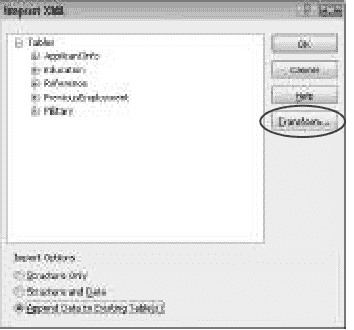 Import XML
Tables
ApplicantInfo
Education
Reference
PreviousEmployment
Military
OK
Cancel
Help
Transform...
Import Options
Structure Only
Structure and Data
Append Data to Existing Table(s)